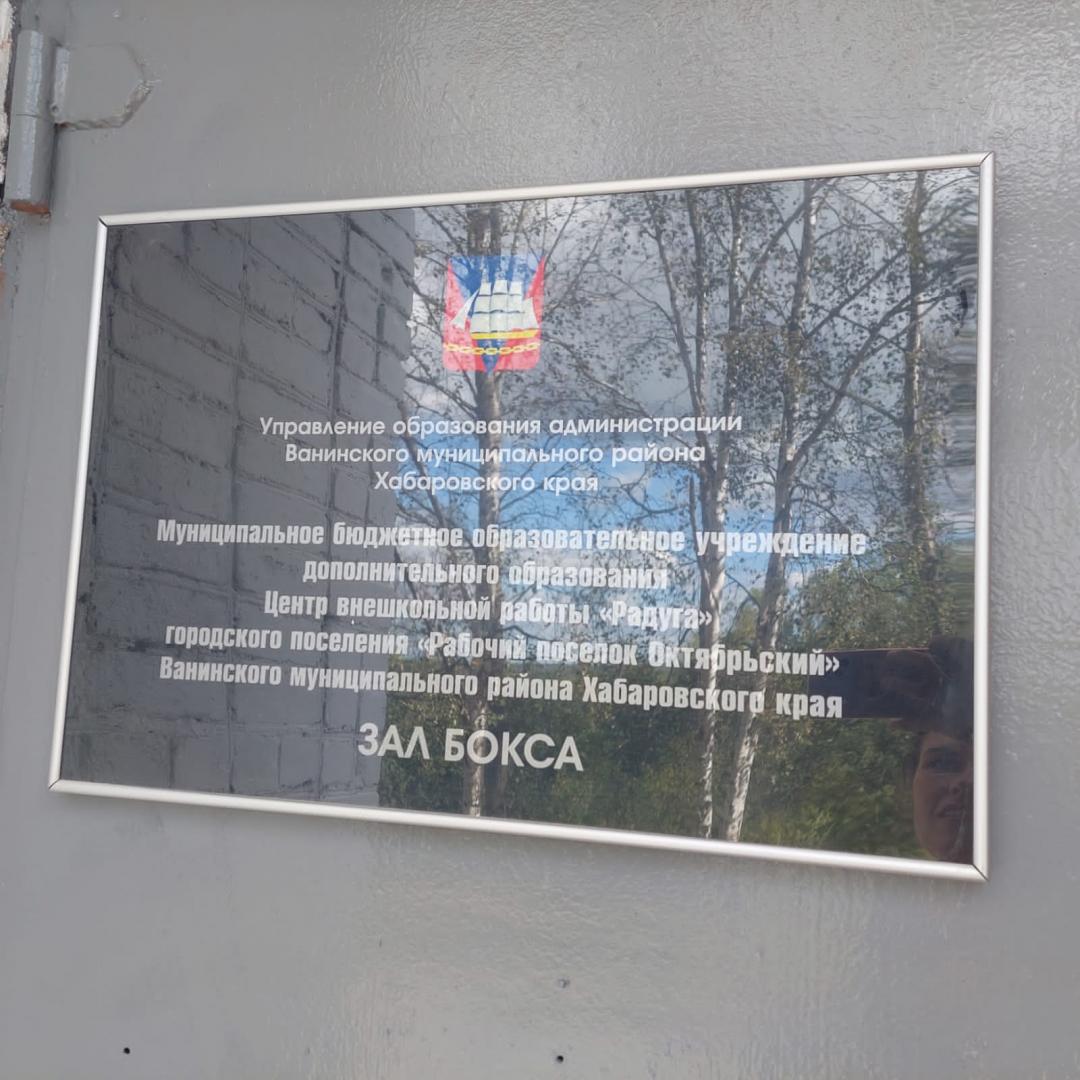 Управление образования администрации
Ванинского муниципального района
Хабаровского края
Муниципальное бюджетное образовательное учреждение
дополнительного образования
Центр внешкольной работы «Радуга»
городского поселения «Рабочий поселок Октябрьский»
Ванинского муниципального района Хабаровского края
ЗАЛ БОКСА